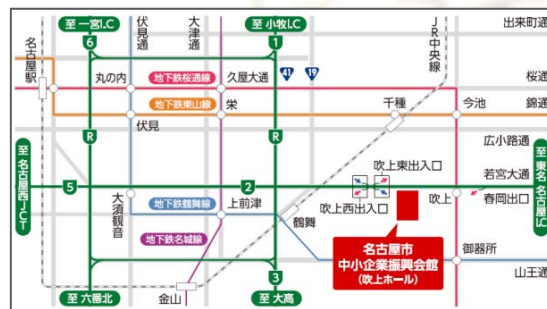 至 一宮I.C
伏見通
大津通
至 小牧I.C
JR中央線
出来町通
6
1
名古屋駅
丸の内
地下鉄桜通線
久屋大通
41
19
桜通
地下鉄東山線
栄
千種
今池
錦通
伏見
広小路通
R
R
吹上東出入口
至 名古屋西JCT
5
2
若宮大通
至 東名 名古屋I.C
吹上
春岡出口
吹上西出入口
大須観音
地下鉄鶴舞線
上前津
鶴舞
地下鉄名城線
名古屋市
中小企業振興会館
(吹上ホール)
御器所
山王通
3
至 六番北
金山
至 大高